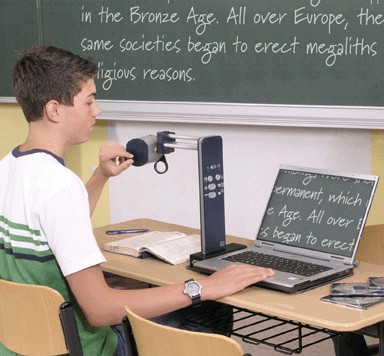 in the Bronze Age. All over Europe, the
same societies began to erect megaliths
ligious reasons.
ermanent, which
e Age. All over
s began to erect